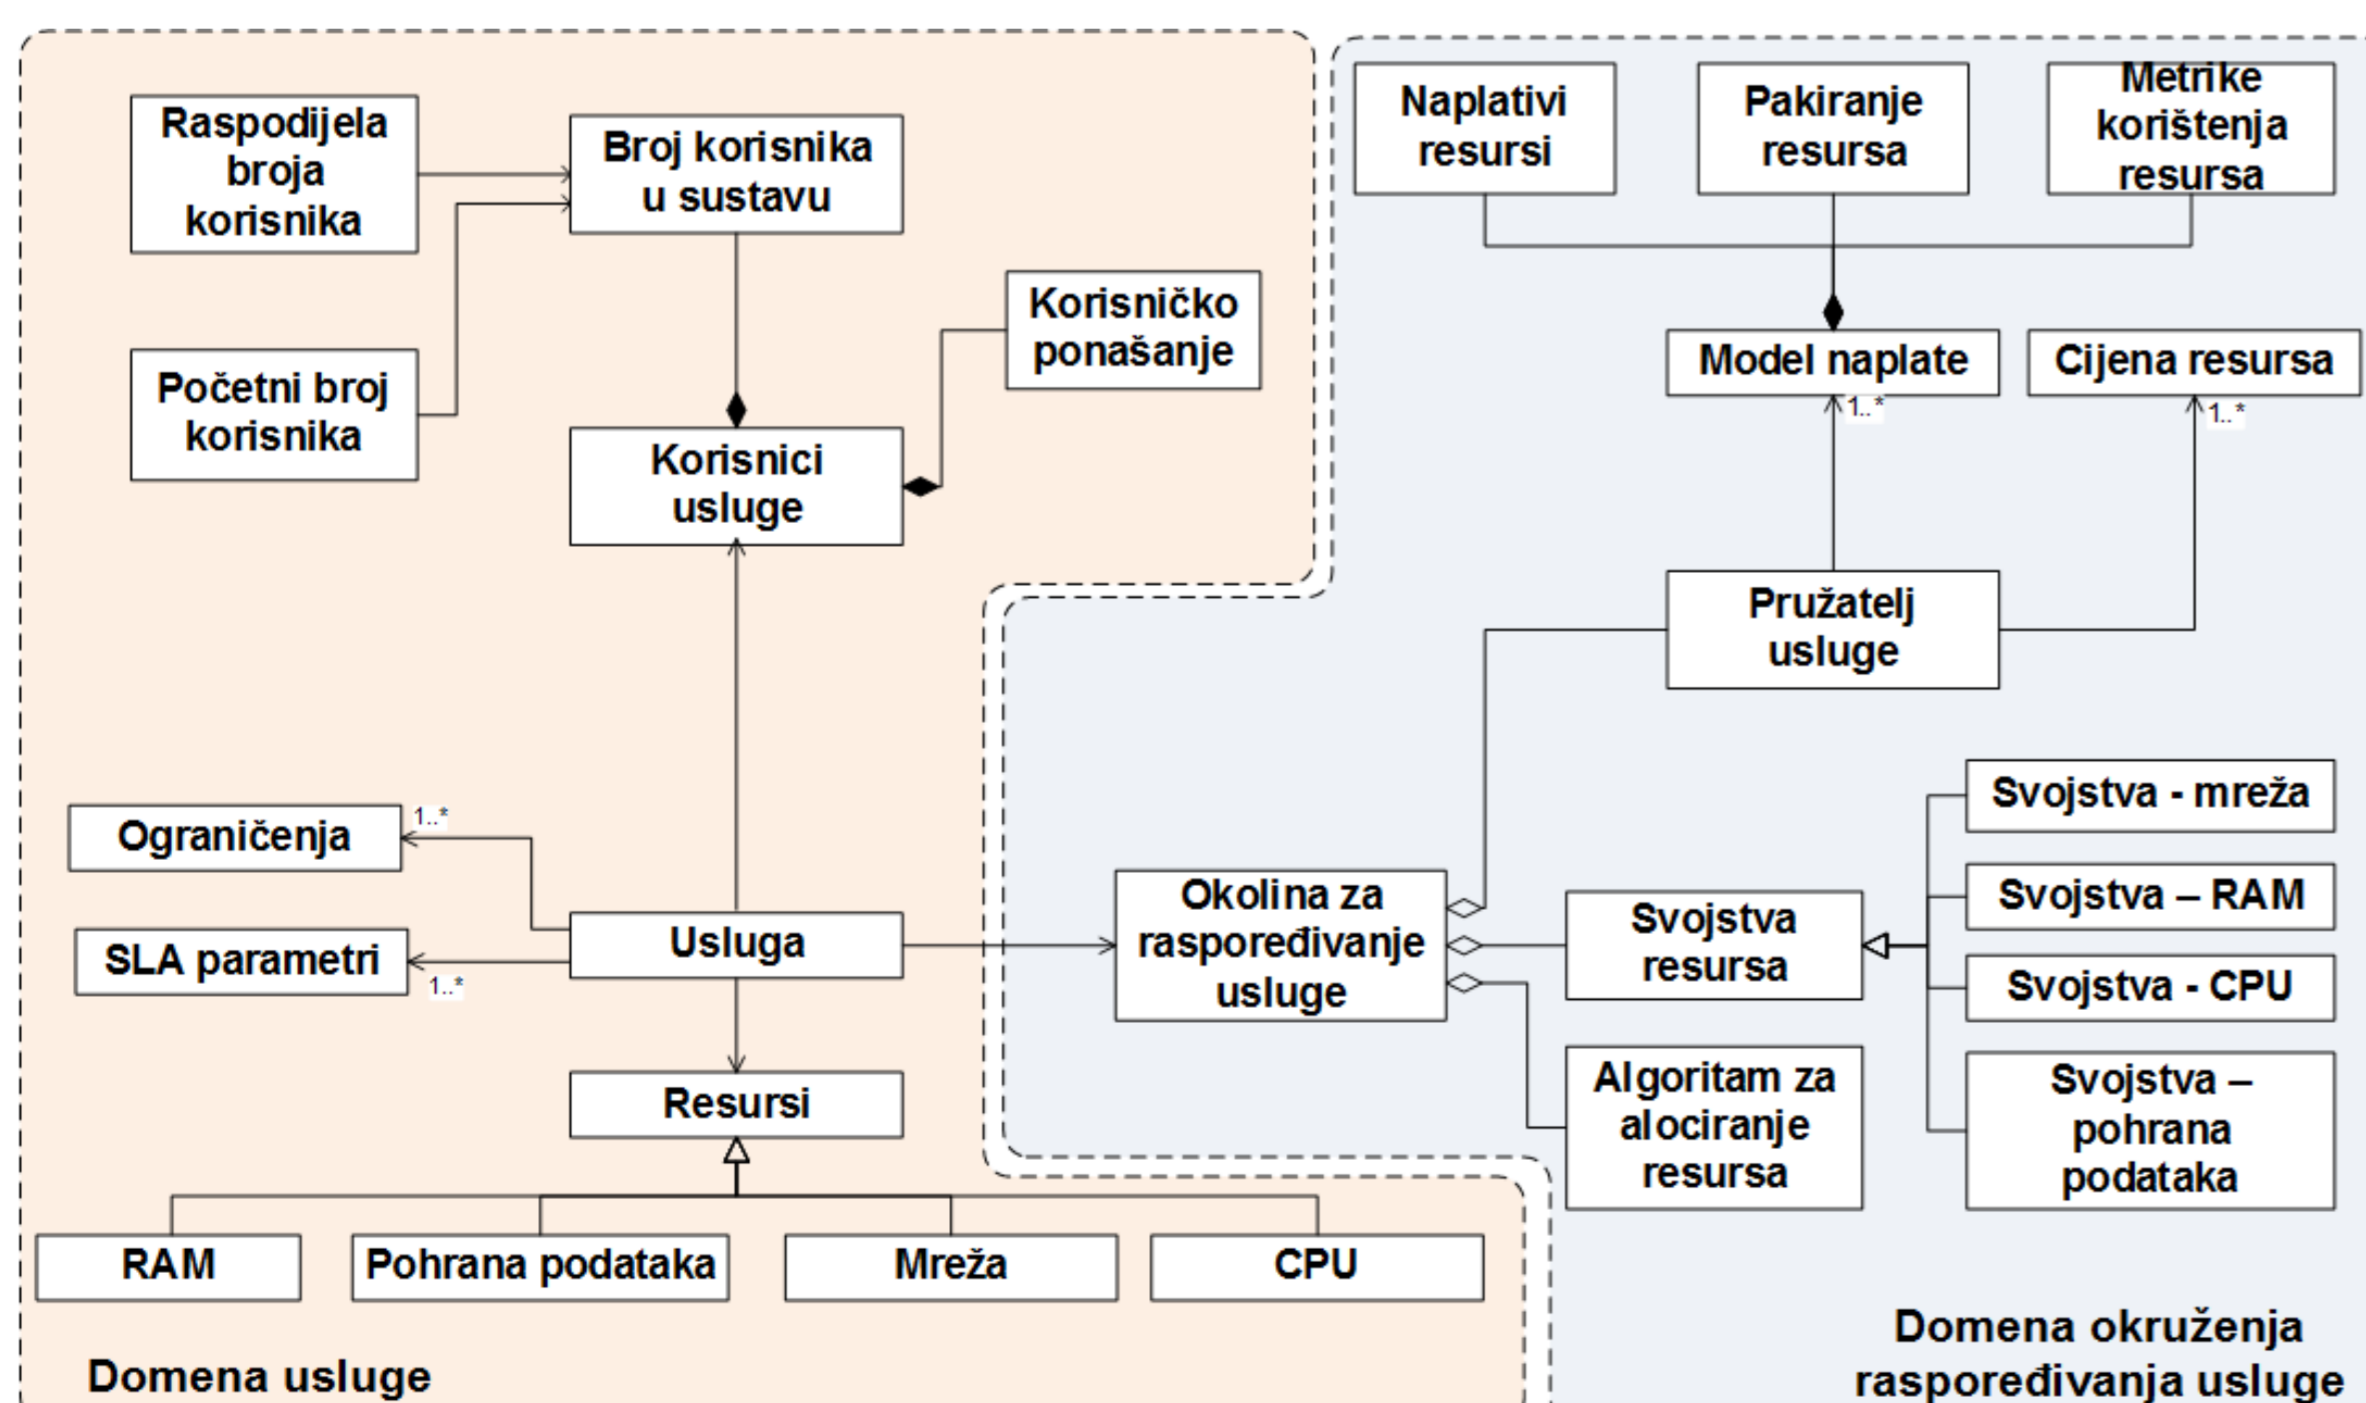 Raspodijela
broja
korisnika
Broj korisnika
u sustavu
Početni broj
korisnika
Korisničko
ponašanje
Korisnici
usluge
Ograničenja
1..*
SLA parametri
1..*
Usluga
Resursi
RAM
Pohrana podataka
Mreža
CPU
Domena usluge
Naplativi
resursi
Pakiranje
resursa
Metrike
korištenja
resursa
Model naplate
1..*
Cijena resursa
1..*
Pružatelj
usluge
Okolina za
raspoređivanje
usluge
Svojstva
resursa
Algoritam za
alociranje
resursa
Svojstva - mreža
Svojstva – RAM
Svojstva - CPU
Svojstva –
pohrana
podataka
Domena okruženja
raspoređivanja usluge